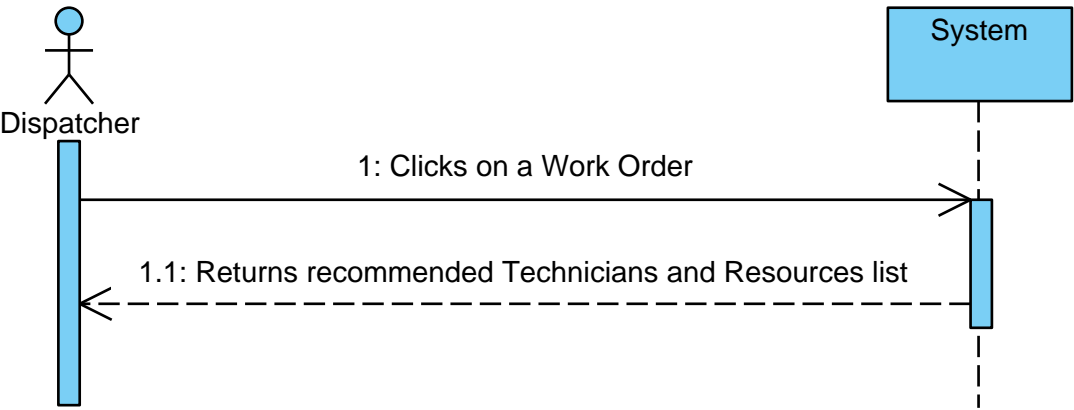 System
Dispatcher
1: Clicks on a Work Order
1.1: Returns recommended Technicians and Resources list